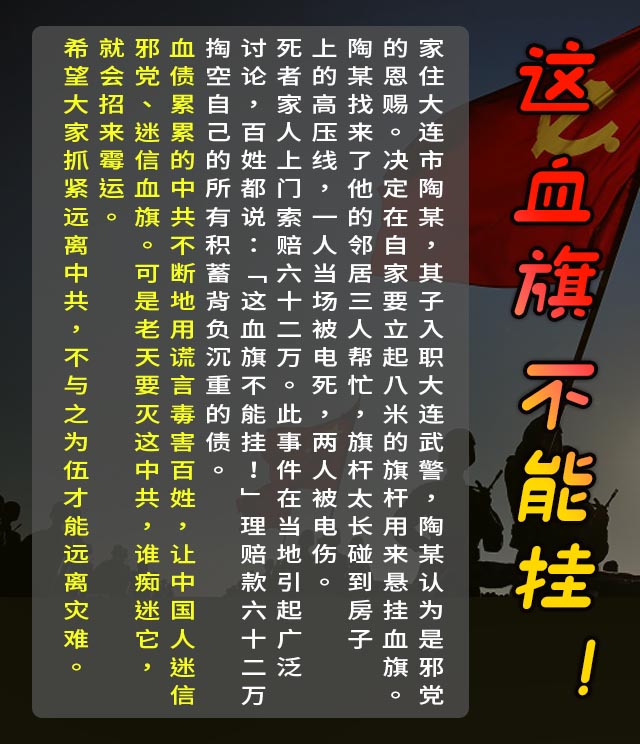 这血旗不能挂！
家住大连市陶某，其子入职大连武警，陶某认为是邪党
的恩赐。决定在自家要立起八米的旗杆用来悬挂血旗。
陶某找来了他的邻居三人帮忙，旗杆太长碰到房子
上的高压线，一人当场被电死，两人被电伤。
死者家人上门索赔六十二万。此事件在当地引起广泛
讨论，百姓都说：「这血旗不能挂！」理赔款六十二万
掏空自己的所有积蓄背负沉重的债。
血债累累的中共不断地用谎言毒害百姓，让中国人迷信
邪党、迷信血旗。可是老天要灭这中共，谁痴迷它，
就会招来霉运。
希望大家抓紧远离中共，不与之为伍才能远离灾难。